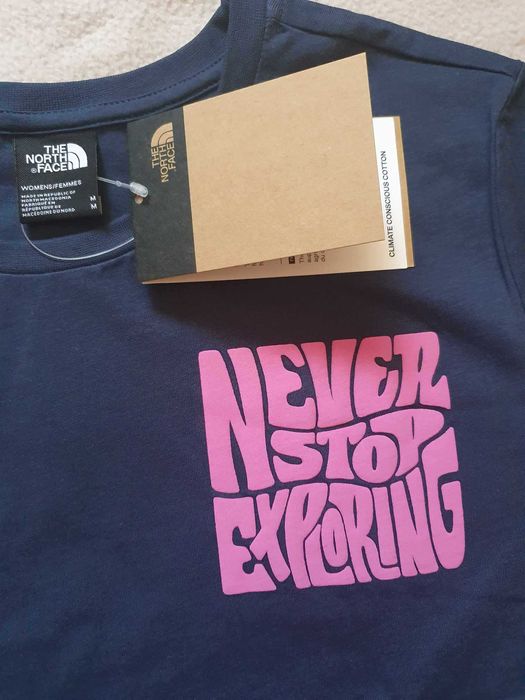 THE
NORTH
FACE
®
WOMENS/FEMMES
MADE IN REPUBLIC OF
NORTH MACEDONIA
FABRIQUÉ EN
RÉPUBLIQUE DE
MACÉDOINE DU NORD
M
M
THE
NORTH
FACE
CLIMATE CONSCIOUS COTTON
NEVER
STOP
EXPLORING